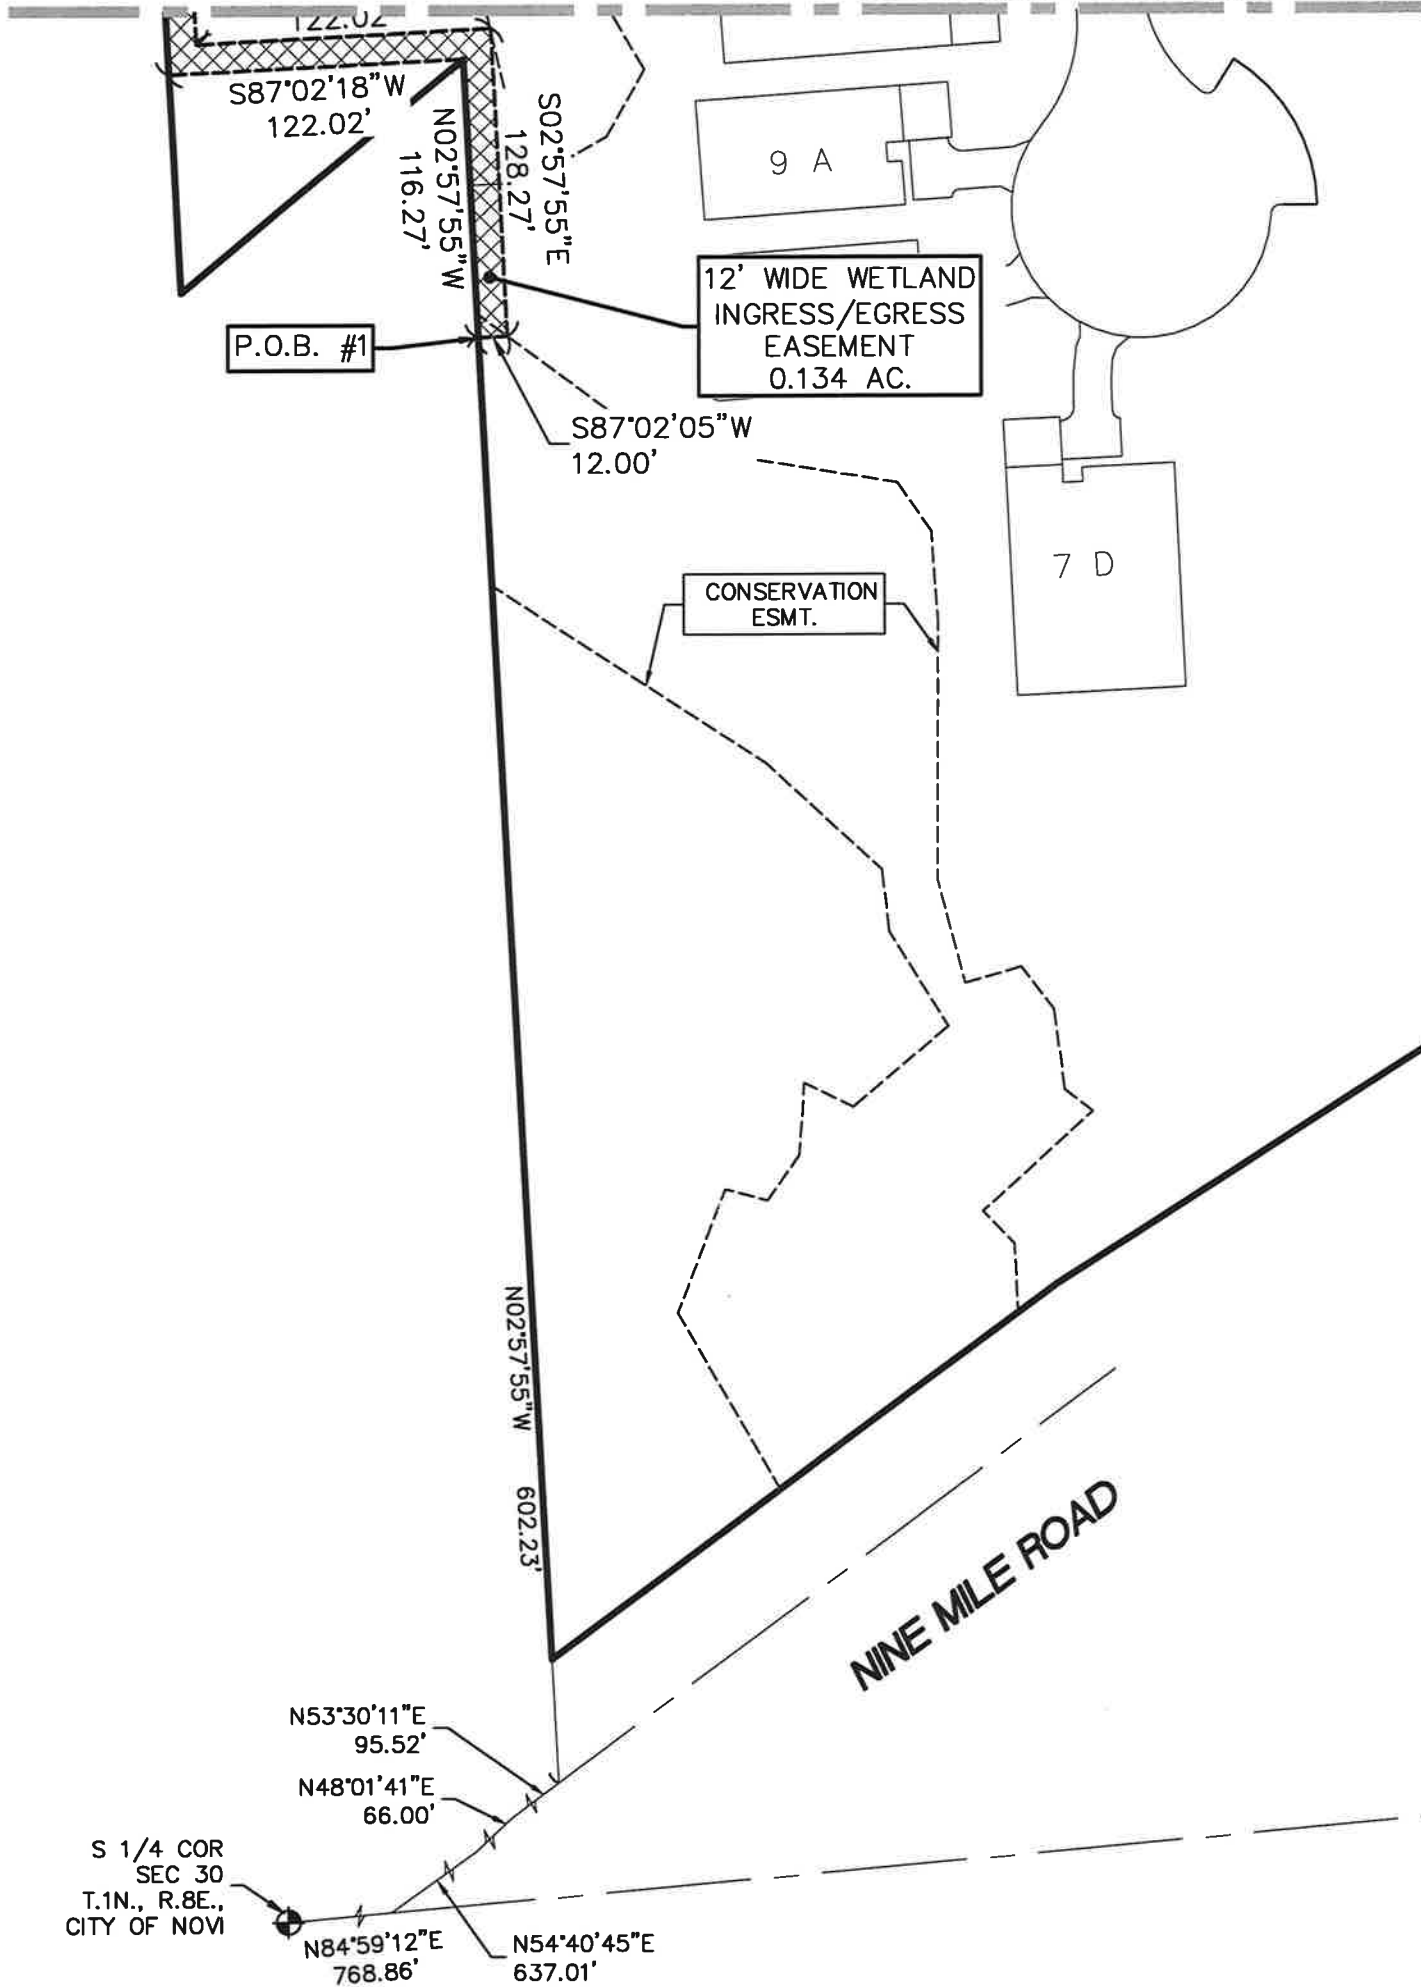 122.02'
S87°02'18"W
122.02'
N02°57'55"W
116.27'
S02°57'55"E
128.27'
9 A
12' WIDE WETLAND
INGRESS/EGRESS
EASEMENT
0.134 AC.
P.O.B. #1
S87°02'05"W
12.00'
7 D
CONSERVATION
ESMT.
N02°57'55"W 602.23'
NINE MILE ROAD
N53°30'11"E
95.52'
N48°01'41"E
66.00'
S 1/4 COR
SEC 30
T.1N., R.8E.,
CITY OF NOVI
N84°59'12"E
768.86'
N54°40'45"E
637.01'